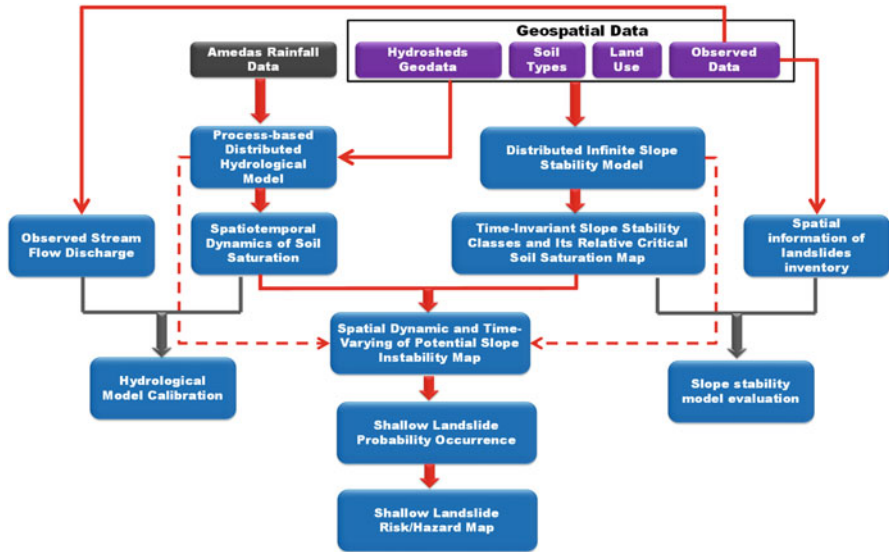 Geospatial Data
Amedas Rainfall
Data
Hydrosheds
Geodata
Soil
Types
Land
Use
Observed
Data
Process-based
Distributed
Hydrological
Model
Distributed Infinite Slope
Stability Model
Observed Stream
Flow Discharge
Spatiotemporal
Dynamics of Soil
Saturation
Time-Invariant Slope Stability
Classes and Its Relative Critical
Soil Saturation Map
Spatial
information of
landslides
inventory
Spatial Dynamic and Time-
Varying of Potential Slope
Instability Map
Hydrological
Model Calibration
Slope stability
model evaluation
Shallow Landslide
Probability Occurrence
Shallow Landslide
Risk/Hazard Map